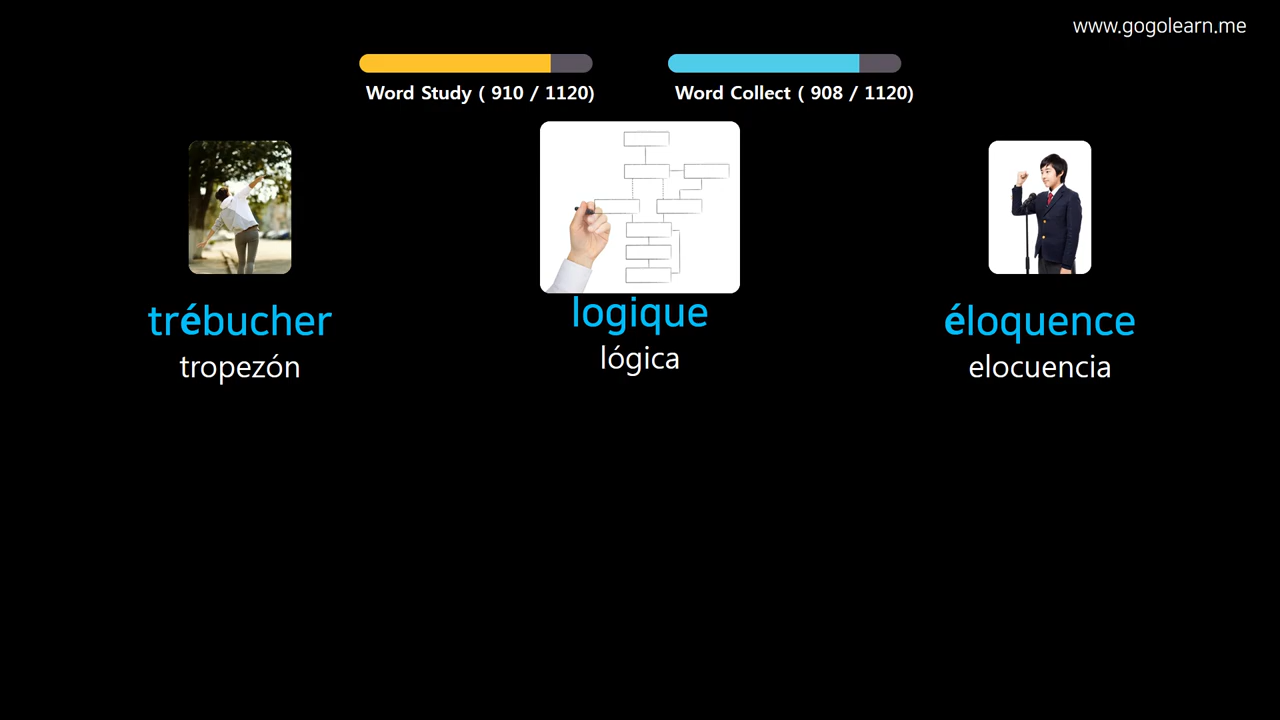 www.gogolearn.me
Word Study ( 910 / 1120)
Word Collect ( 908 / 1120)
trébucher
tropezón
logique
lógica
éloquence
elocuencia